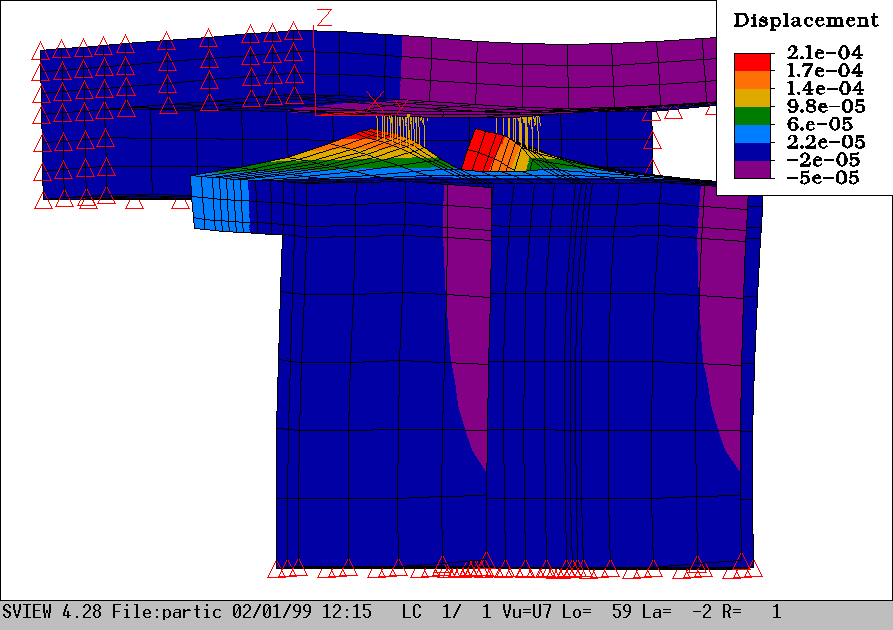 Z
Displacement
2.1e-04
1.7e-04
1.4e-04
9.8e-05
6.e-05
2.2e-05
-2e-05
-5e-05
X
SVIEW 4.28 File:partic 02/01/99 12:15 LC 1/ 1 Vu=U7 Lo= 59 La= -2 R= 1